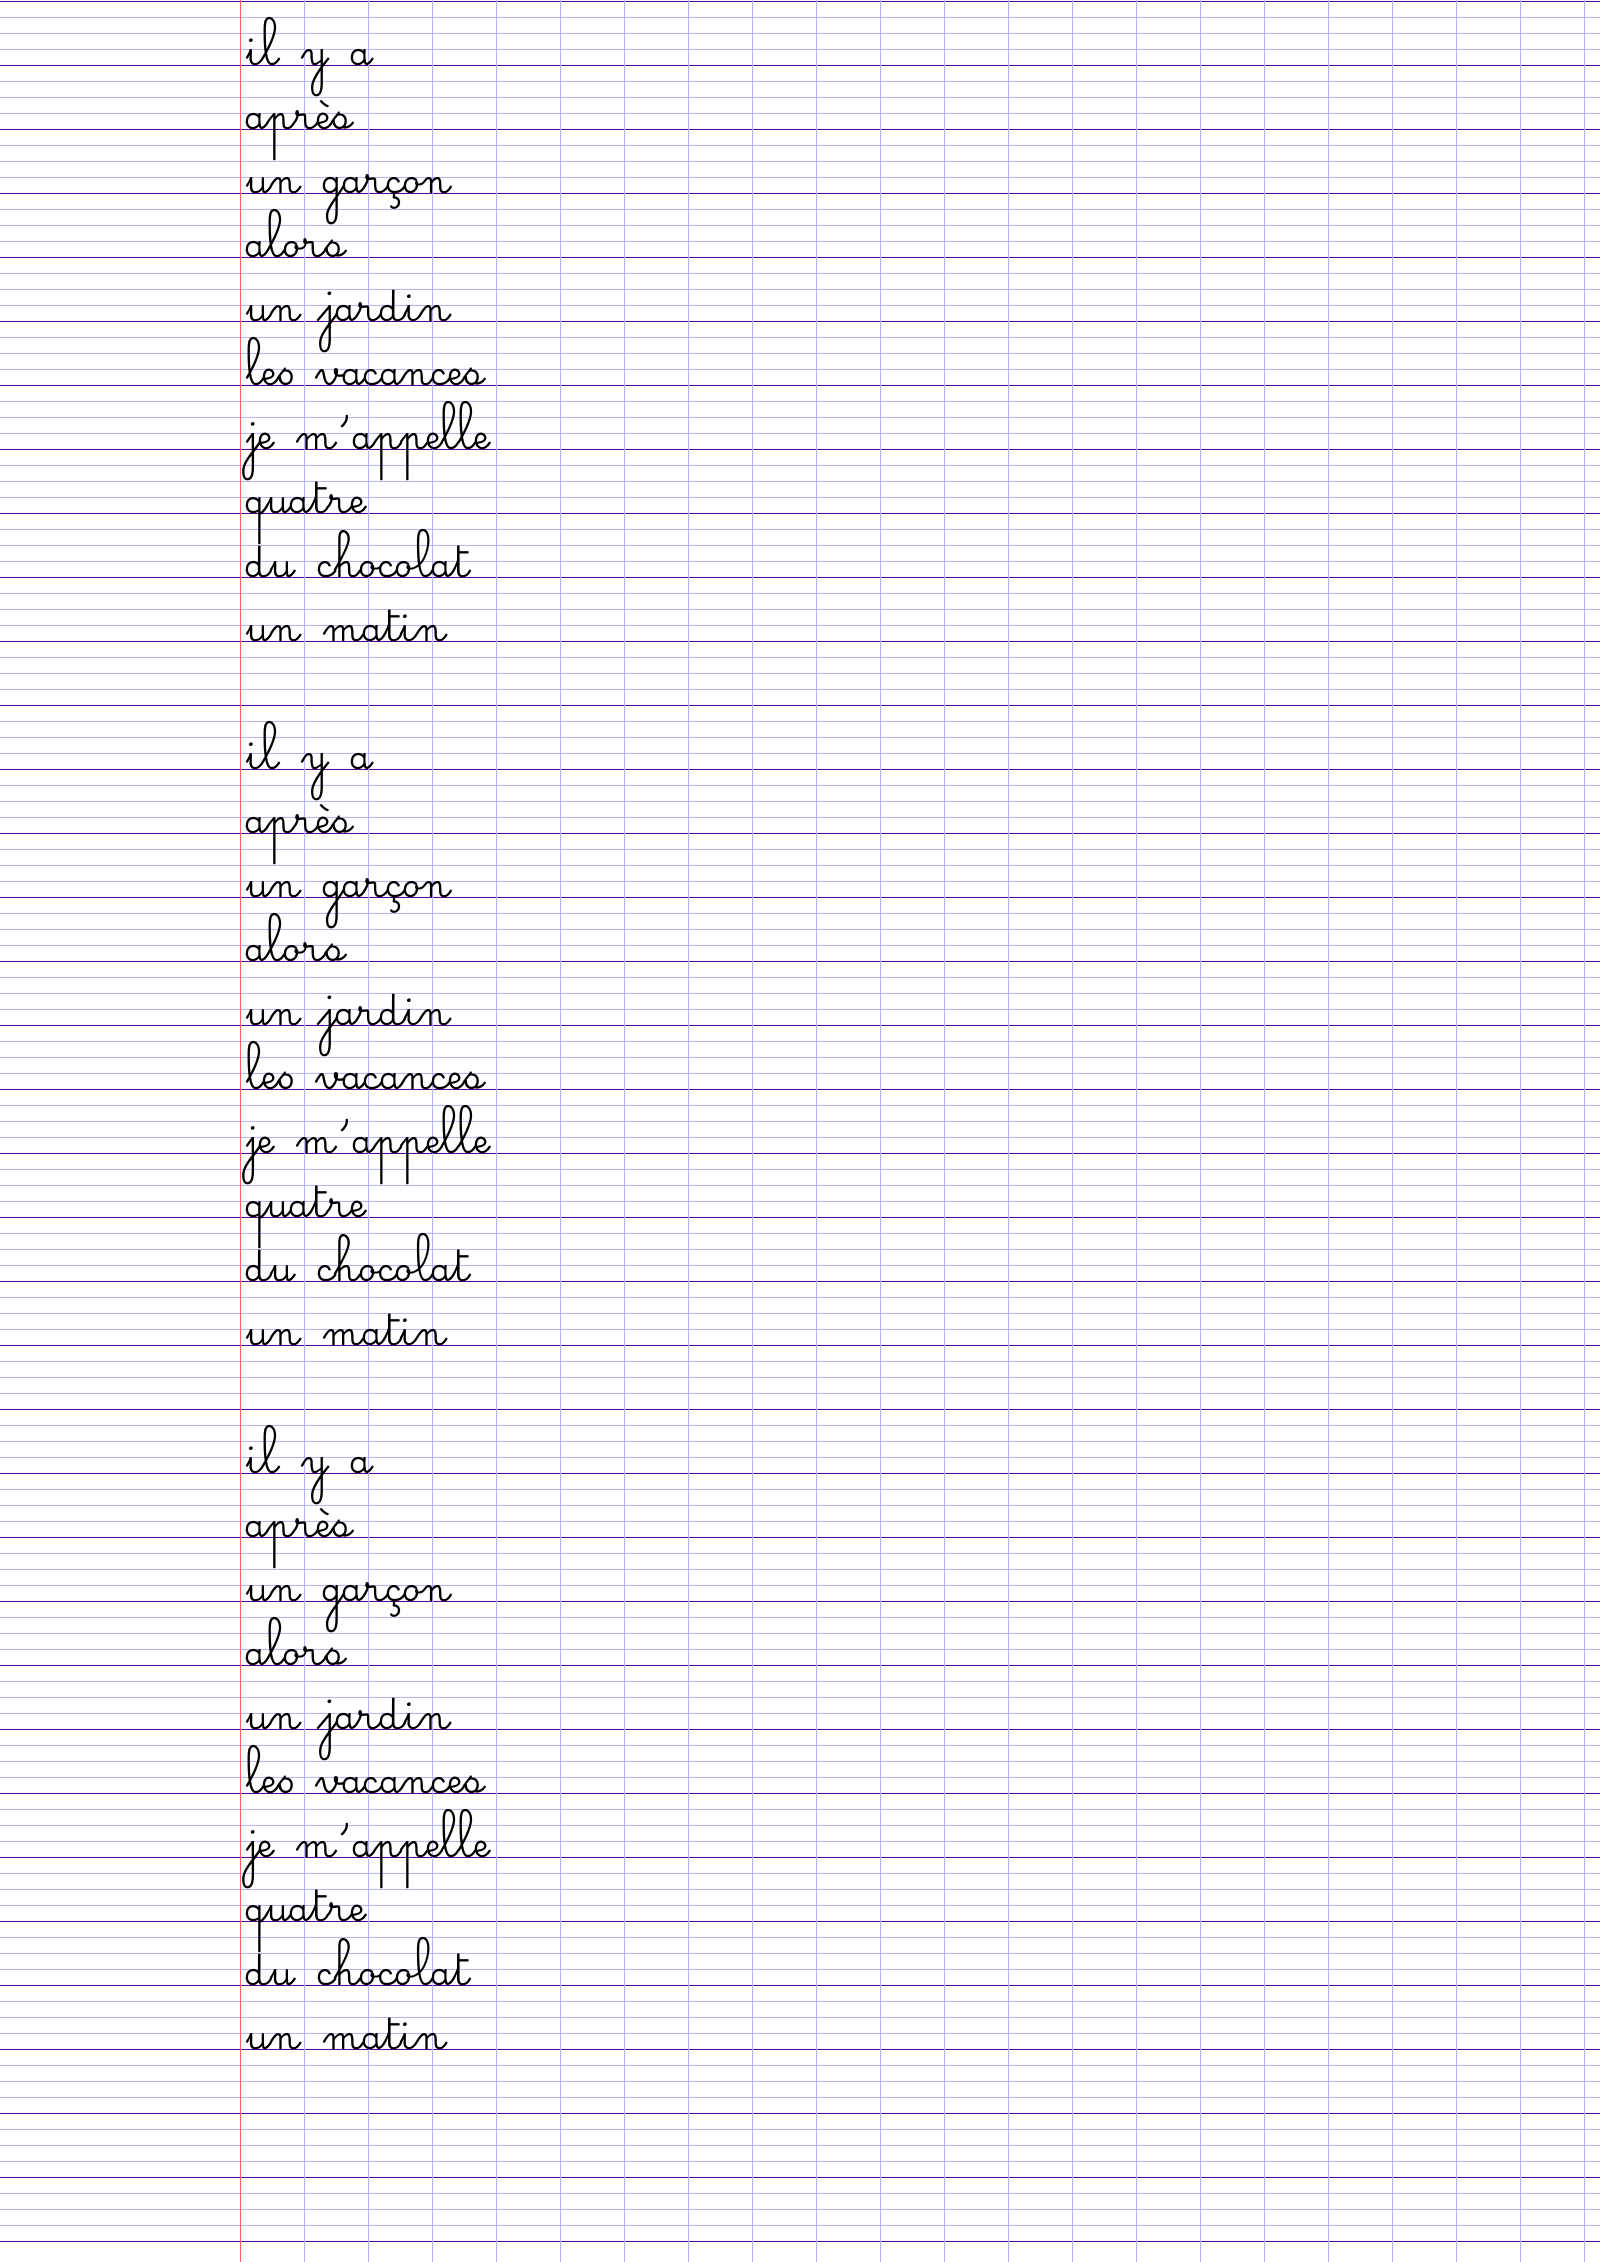 il y a
après
un garçon
alors
un jardin
les vacances
je m'appelle
quatre
du chocolat
un matin
il y a
après
un garçon
alors
un jardin
les vacances
je m'appelle
quatre
du chocolat
un matin
il y a
après
un garçon
alors
un jardin
les vacances
je m'appelle
quatre
du chocolat
un matin